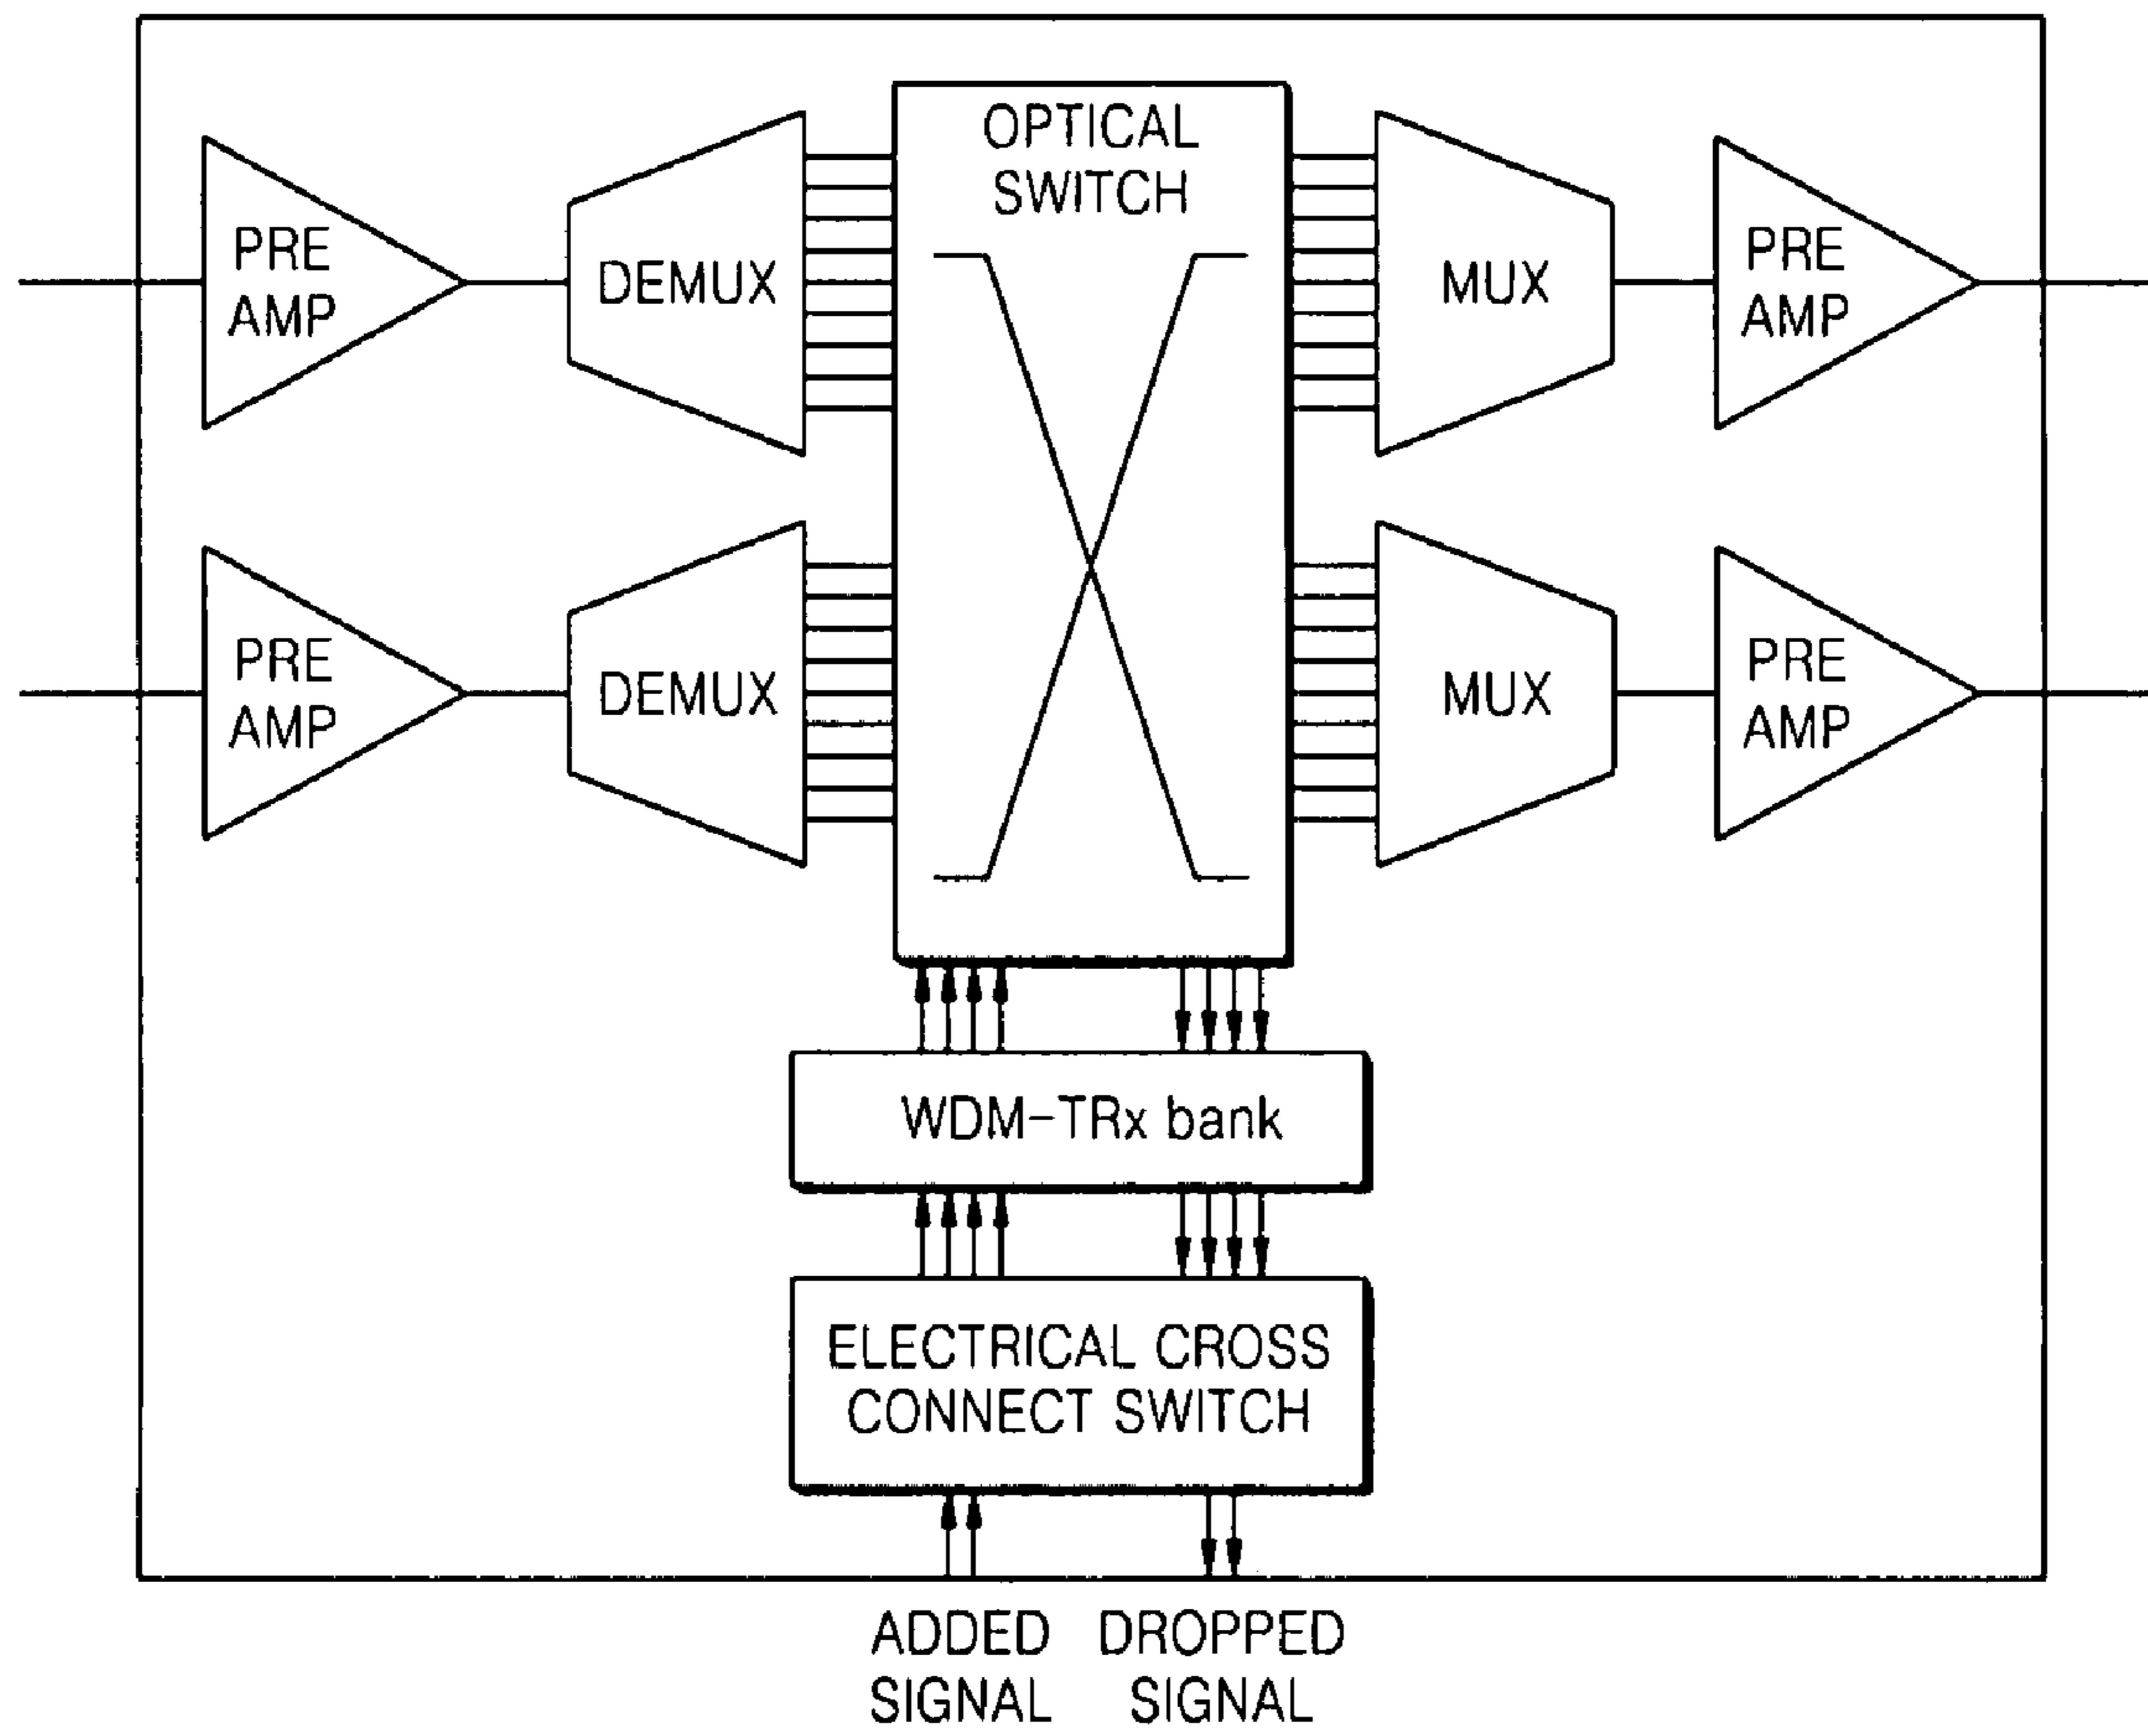 OPTICAL
SWITCH
PRE
AMP
DEMUX
MUX
PRE
AMP
PRE
AMP
DEMUX
MUX
PRE
AMP
WDM-TRx bank
ELECTRICAL CROSS
CONNECT SWITCH
ADDED
SIGNAL
DROPPED
SIGNAL